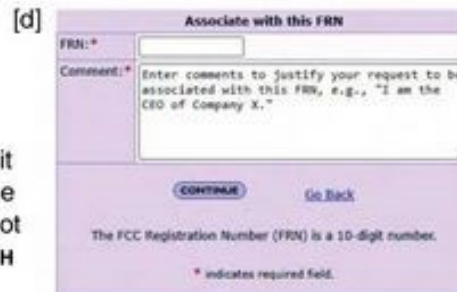 [d]
Associate with this FRN
FRN:*
Comment:*
Enter comments to justify your request to be
associated with this FRN, e.g., "I am the
CEO of Company X."
it
e
ot
H
CONTINUE
Go Back
The FCC Registration Number (FRN) is a 10-digit number.
* indicates required field.